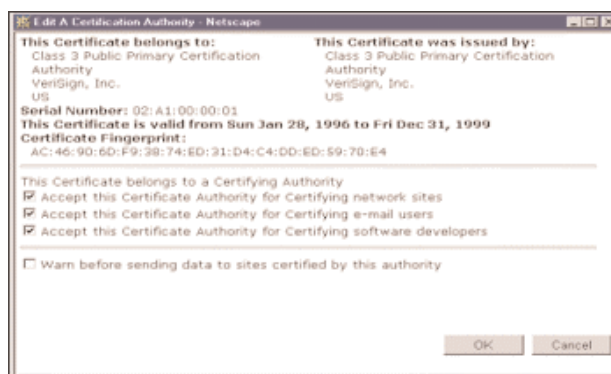 Edit A Certification Authority - Netscape
This Certificate belongs to: This Certificate was issued by:
Class 3 Public Primary Certification Class 3 Public Primary Certification
Authority Authority
VeriSign, Inc. VeriSign, Inc.
US US
Serial Number: 02:A1:00:00:01
This Certificate is valid from Sun Jan 28, 1996 to Fri Dec 31, 1999
Certificate Fingerprint:
AC:46:90:6D:F9:38:74:ED:31:D4:C4:DD:ED:59:70:E4
This Certificate belongs to a Certifying Authority
Accept this Certificate Authority for Certifying network sites
Accept this Certificate Authority for Certifying e-mail users
Accept this Certificate Authority for Certifying software developers
Warn before sending data to sites certified by this authority
OK Cancel